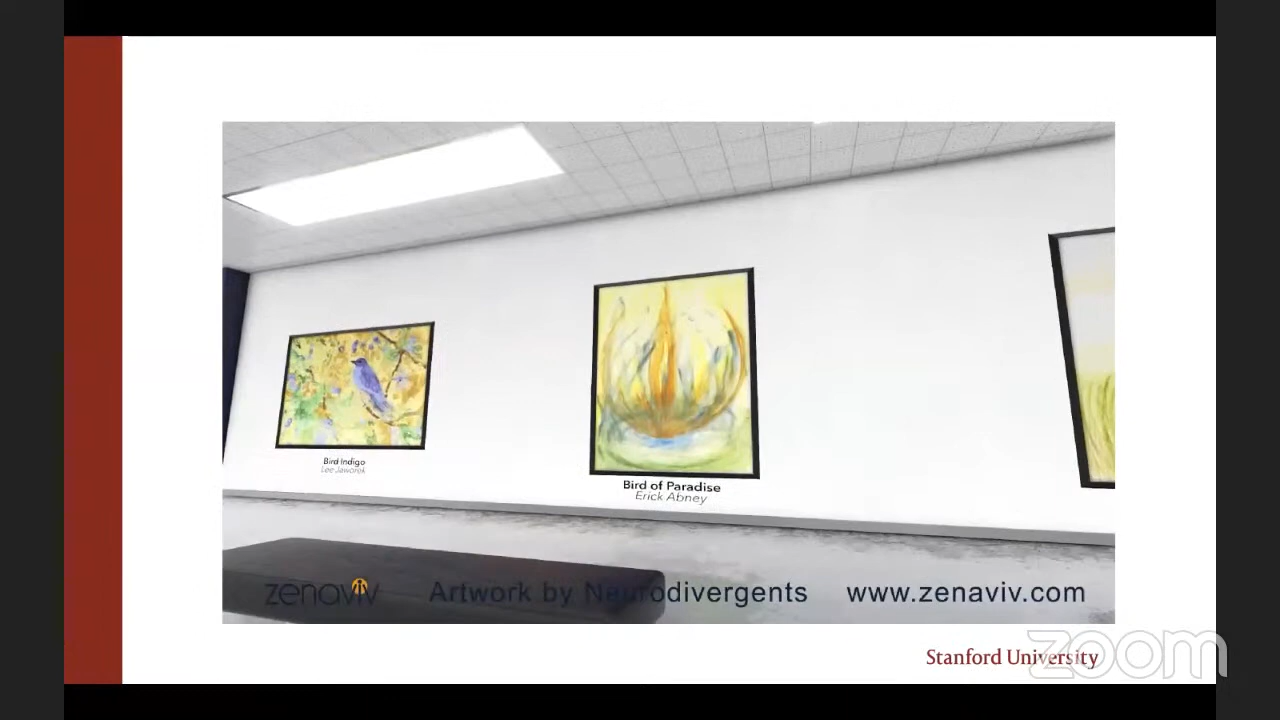 Bird Indigo
Lee Jaworek
Bird of Paradise
Erick Abney
zenaviv Artwork by Neurodivergents www.zenaviv.com
Stanford University
zoom